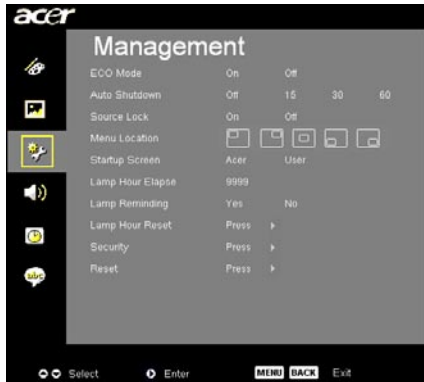 acer
Management
ECO Mode On Off
Auto Shutdown Off 15 30 60
Source Lock On Off
Menu Location
Startup Screen Acer User
Lamp Hour Elapse 9999
Lamp Reminding Yes No
Lamp Hour Reset Press
Security Press
Reset Press
abc
Select Enter MENU BACK Exit